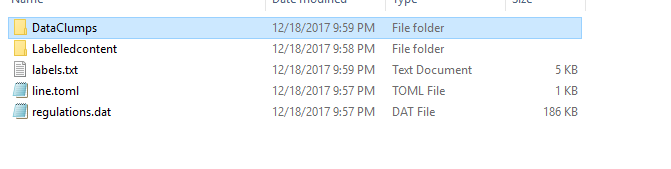 Name Date modified Type Size
DataClumps 12/18/2017 9:59 PM File folder
Labelledcontent 12/18/2017 9:58 PM File folder
labels.txt 12/18/2017 9:59 PM Text Document 5 KB
line.toml 12/18/2017 9:57 PM TOML File 1 KB
regulations.dat 12/18/2017 9:57 PM DAT File 186 KB